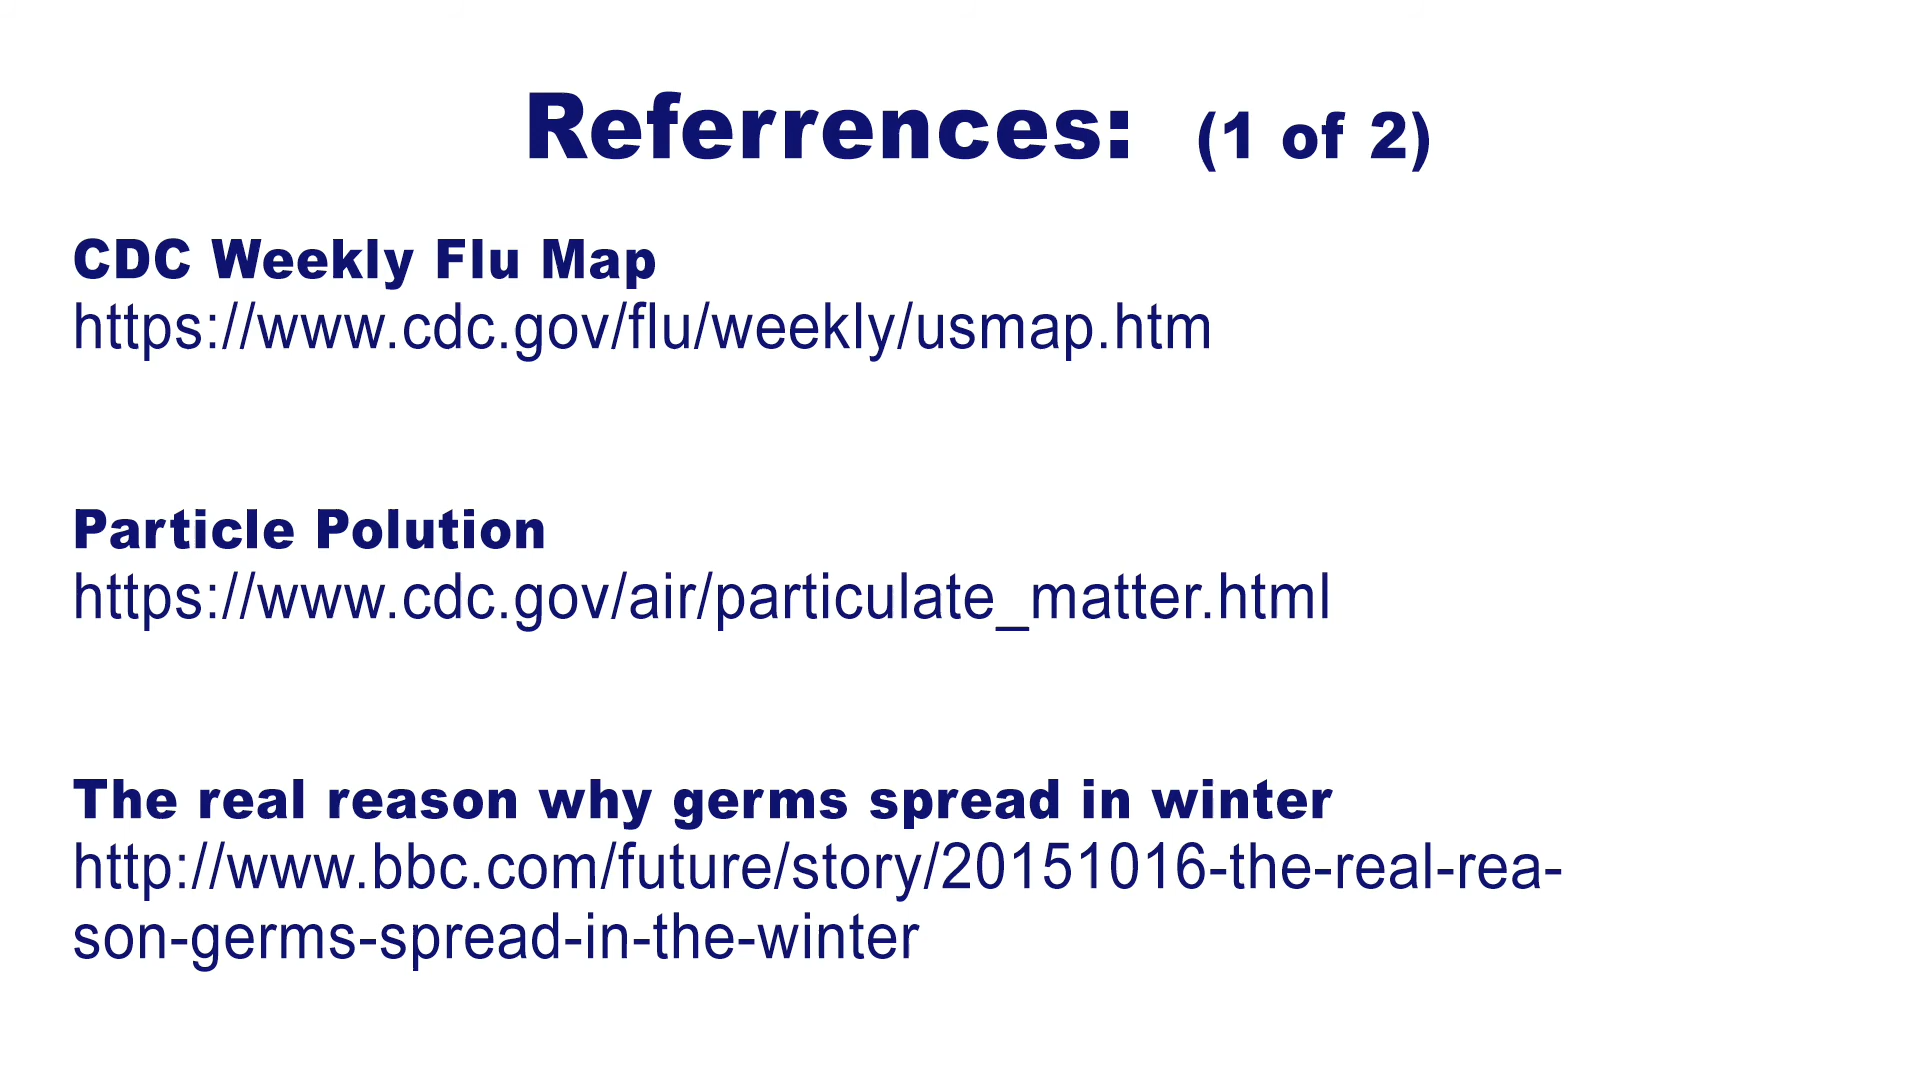 Referrences: (1 of 2)
CDC Weekly Flu Map
https://www.cdc.gov/flu/weekly/usmap.htm
Particle Polution
https://www.cdc.gov/air/particulate_matter.html
The real reason why germs spread in winter
http://www.bbc.com/future/story/20151016-the-real-rea-
son-germs-spread-in-the-winter